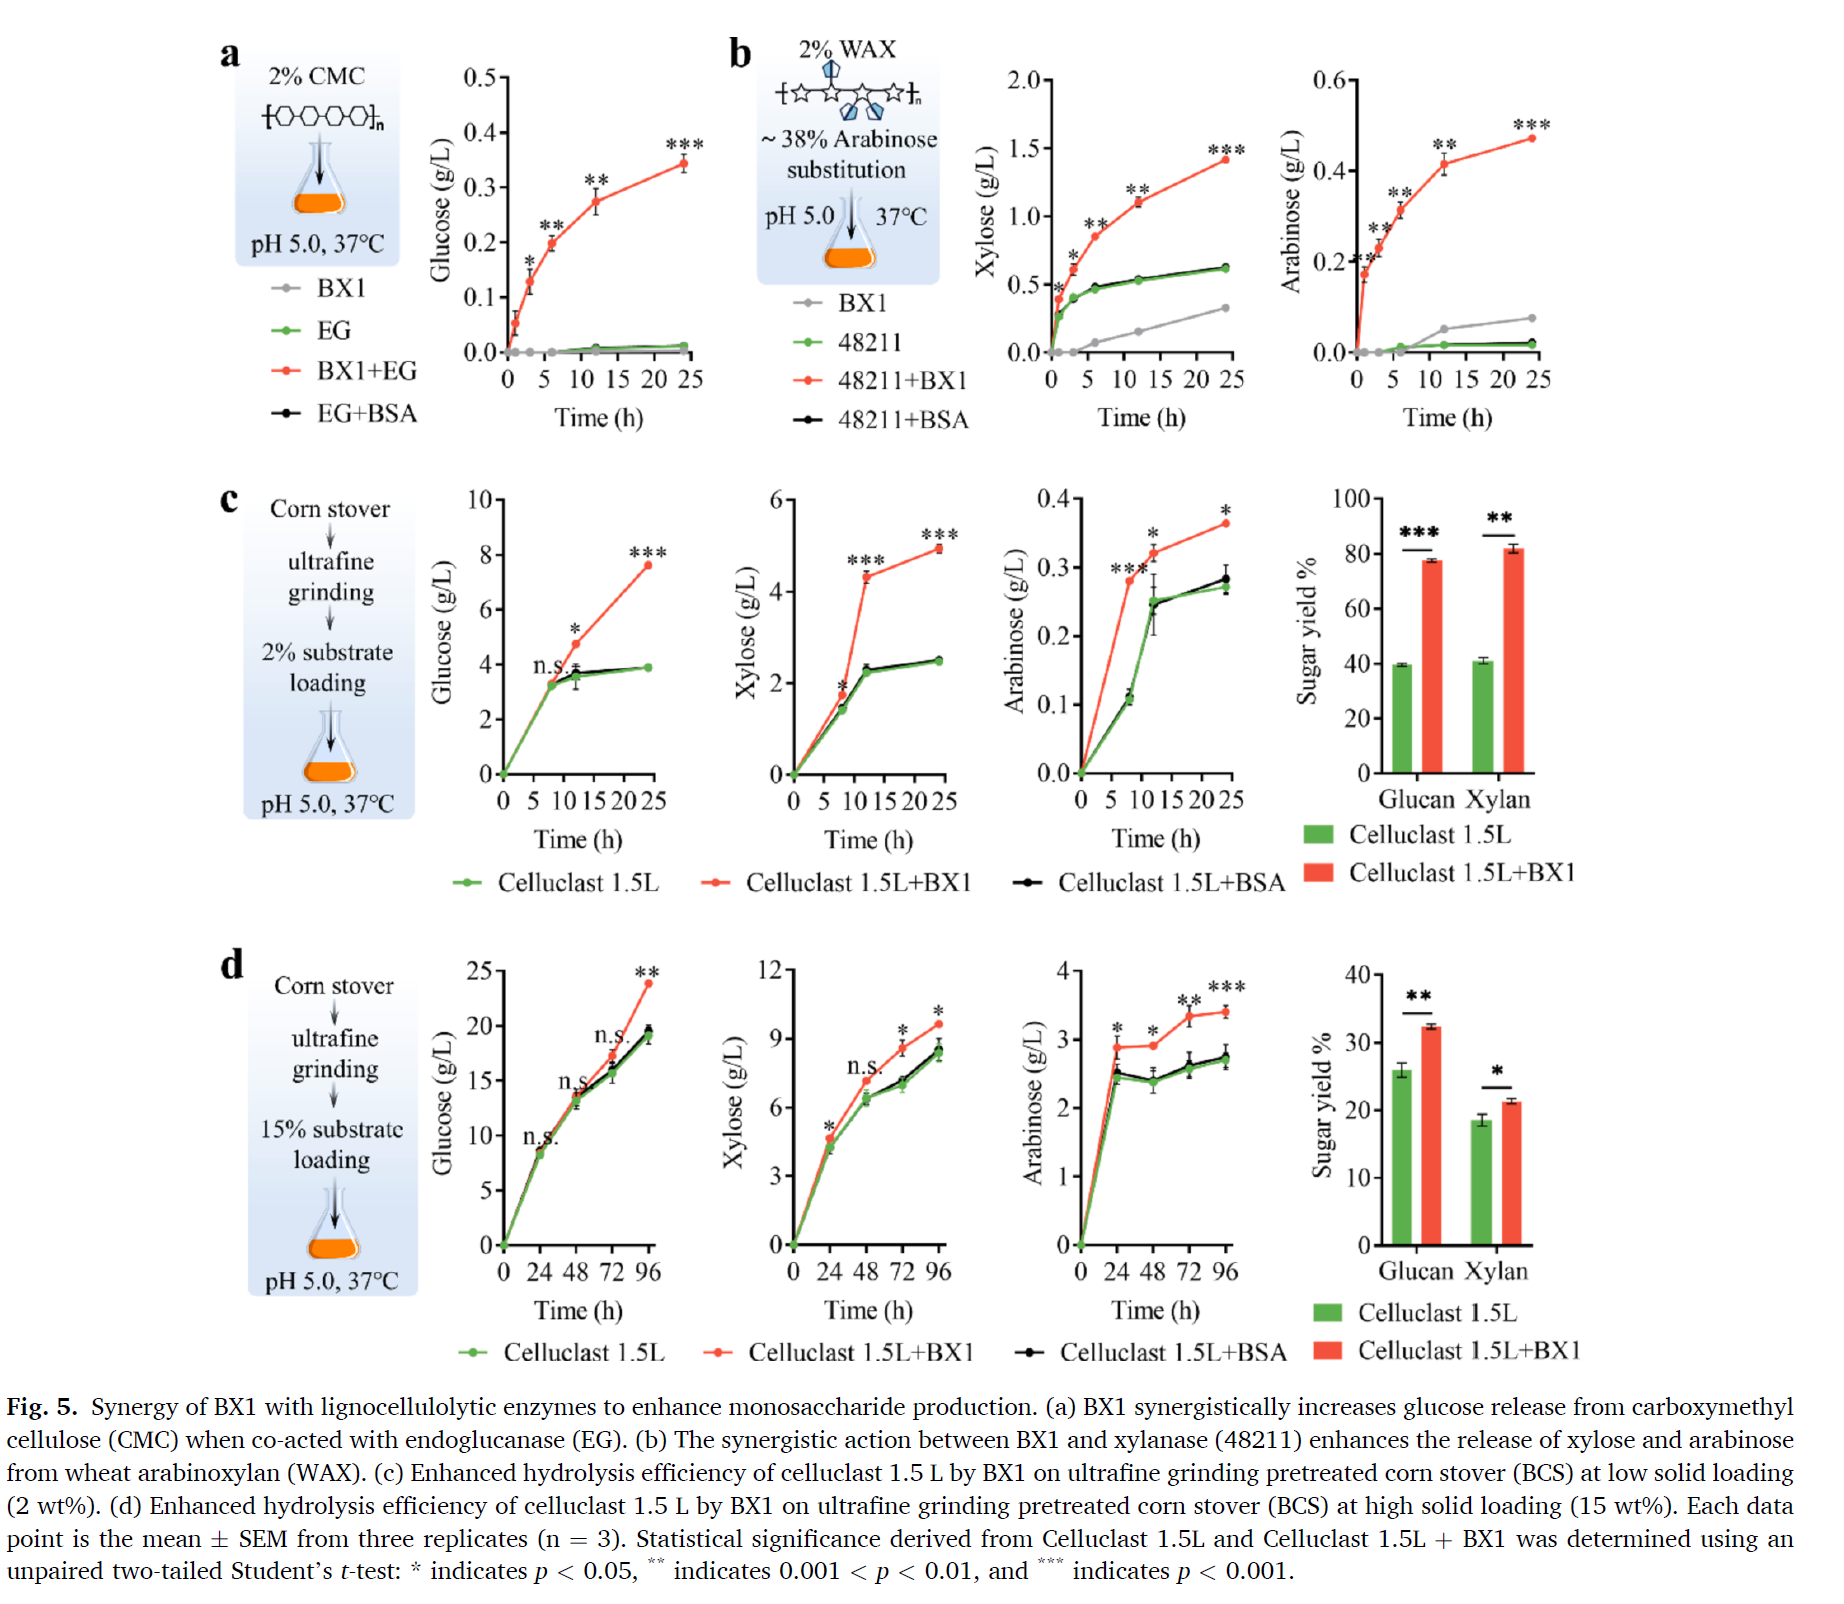 a
2% CMC
[ ]n
pH 5.0, 37°C
BX1
EG
BX1+EG
EG+BSA
Glucose (g/L)
0.5
0.4
0.3
0.2
0.1
0.0
*
**
**
***
0 5 10 15 20 25
Time (h)
b
2% WAX
[ ]n
~ 38% Arabinose
substitution
pH 5.0 37°C
BX1
48211
48211+BX1
48211+BSA
Xylose (g/L)
2.0
1.5
1.0
0.5
0.0
*
*
**
**
***
0 5 10 15 20 25
Time (h)
Arabinose (g/L)
0.6
0.4
0.2
0.0
**
**
**
**
***
0 5 10 15 20 25
Time (h)
c
Corn stover
ultrafine
grinding
2% substrate
loading
pH 5.0, 37°C
Glucose (g/L)
10
8
6
4
2
0
n.s.
*
***
0 5 10 15 20 25
Time (h)
Xylose (g/L)
6
4
2
0
*
***
***
0 5 10 15 20 25
Time (h)
Arabinose (g/L)
0.4
0.3
0.2
0.1
0.0
***
*
*
0 5 10 15 20 25
Time (h)
Sugar yield %
100
80
60
40
20
0
***
**
Glucan Xylan
Celluclast 1.5L
Celluclast 1.5L+BX1
Celluclast 1.5L Celluclast 1.5L+BX1 Celluclast 1.5L+BSA
d
Corn stover
ultrafine
grinding
15% substrate
loading
pH 5.0, 37°C
Glucose (g/L)
25
20
15
10
5
0
n.s.
n.s.
n.s.
**
0 24 48 72 96
Time (h)
Xylose (g/L)
12
9
6
3
0
*
n.s.
*
*
0 24 48 72 96
Time (h)
Arabinose (g/L)
4
3
2
1
0
*
*
**
***
0 24 48 72 96
Time (h)
Sugar yield %
40
30
20
10
0
**
*
Glucan Xylan
Celluclast 1.5L
Celluclast 1.5L+BX1
Celluclast 1.5L Celluclast 1.5L+BX1 Celluclast 1.5L+BSA
Fig. 5. Synergy of BX1 with lignocellulolytic enzymes to enhance monosaccharide production. (a) BX1 synergistically increases glucose release from carboxymethyl
cellulose (CMC) when co-acted with endoglucanase (EG). (b) The synergistic action between BX1 and xylanase (48211) enhances the release of xylose and arabinose
from wheat arabinoxylan (WAX). (c) Enhanced hydrolysis efficiency of celluclast 1.5 L by BX1 on ultrafine grinding pretreated corn stover (BCS) at low solid loading
(2 wt%). (d) Enhanced hydrolysis efficiency of celluclast 1.5 L by BX1 on ultrafine grinding pretreated corn stover (BCS) at high solid loading (15 wt%). Each data
point is the mean ± SEM from three replicates (n = 3). Statistical significance derived from Celluclast 1.5L and Celluclast 1.5L + BX1 was determined using an
unpaired two-tailed Student's t-test: * indicates p < 0.05, ** indicates 0.001 < p < 0.01, and *** indicates p < 0.001.